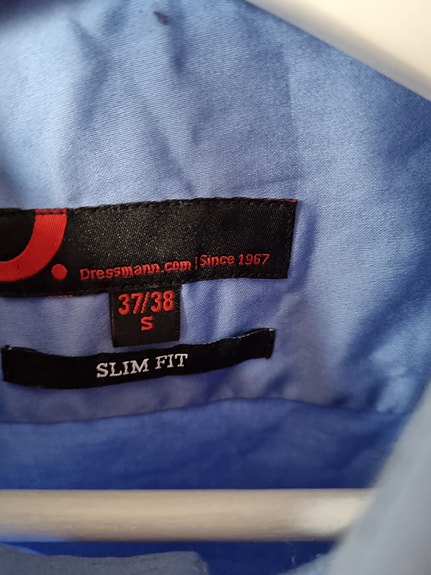 D.
Dressmann.com | Since 1967
37/38
S
SLIM FIT